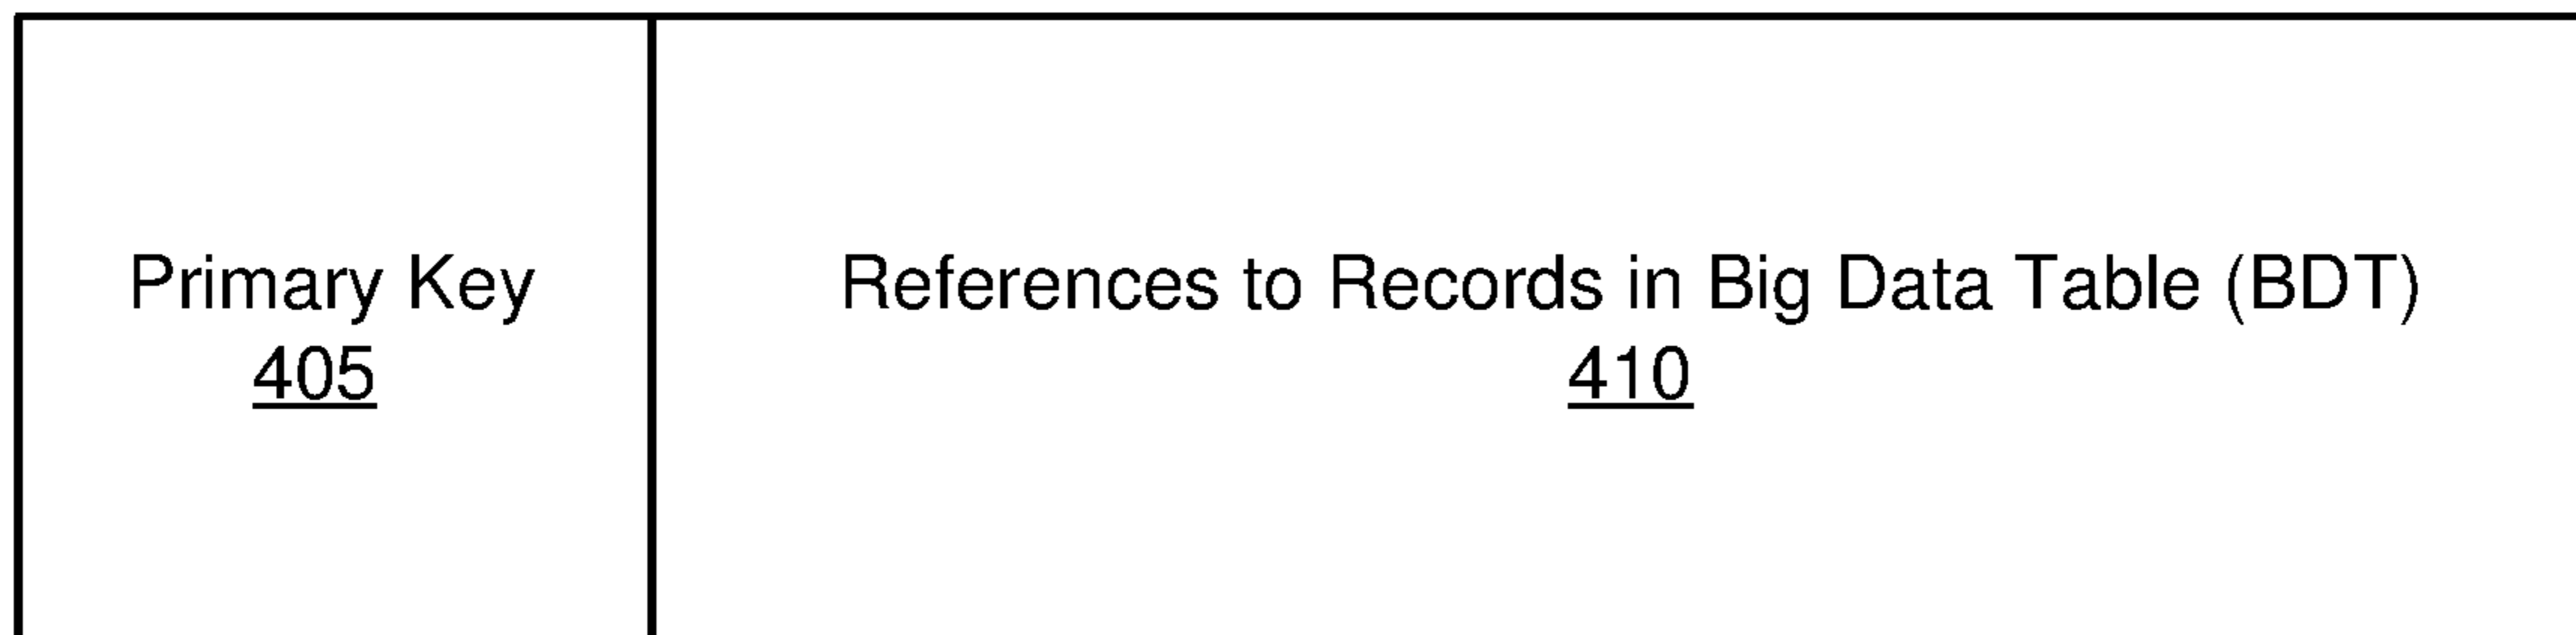 Primary Key
405
References to Records in Big Data Table (BDT)
410